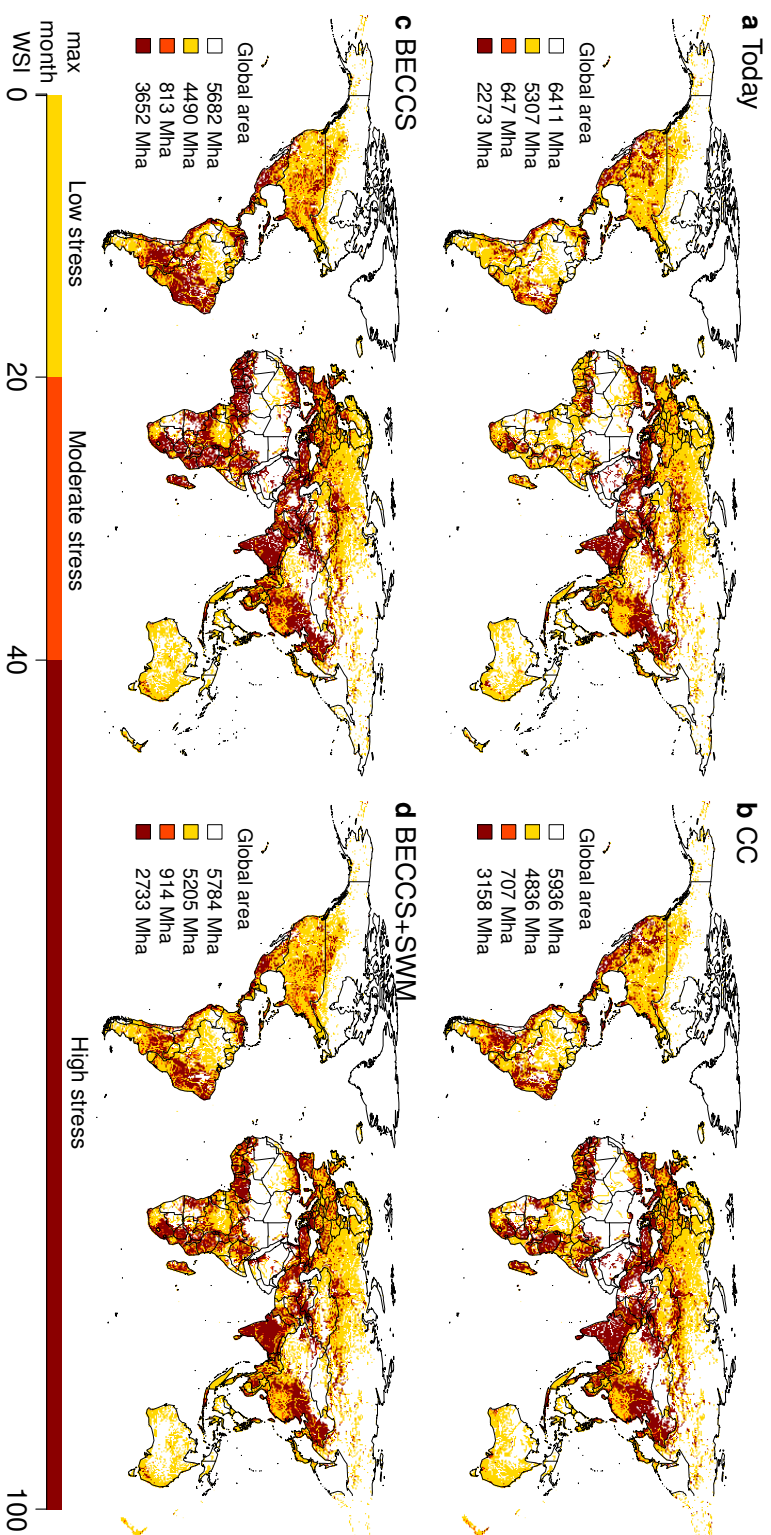 a Today
Global area
6411 Mha
5307 Mha
647 Mha
2273 Mha
b CC
Global area
5936 Mha
4836 Mha
707 Mha
3158 Mha
c BECCS
Global area
5682 Mha
4490 Mha
813 Mha
3652 Mha
d BECCS+SWM
Global area
5784 Mha
5205 Mha
914 Mha
2733 Mha
Low stress
Moderate stress
High stress
max
month
WSI
0
20
40
100